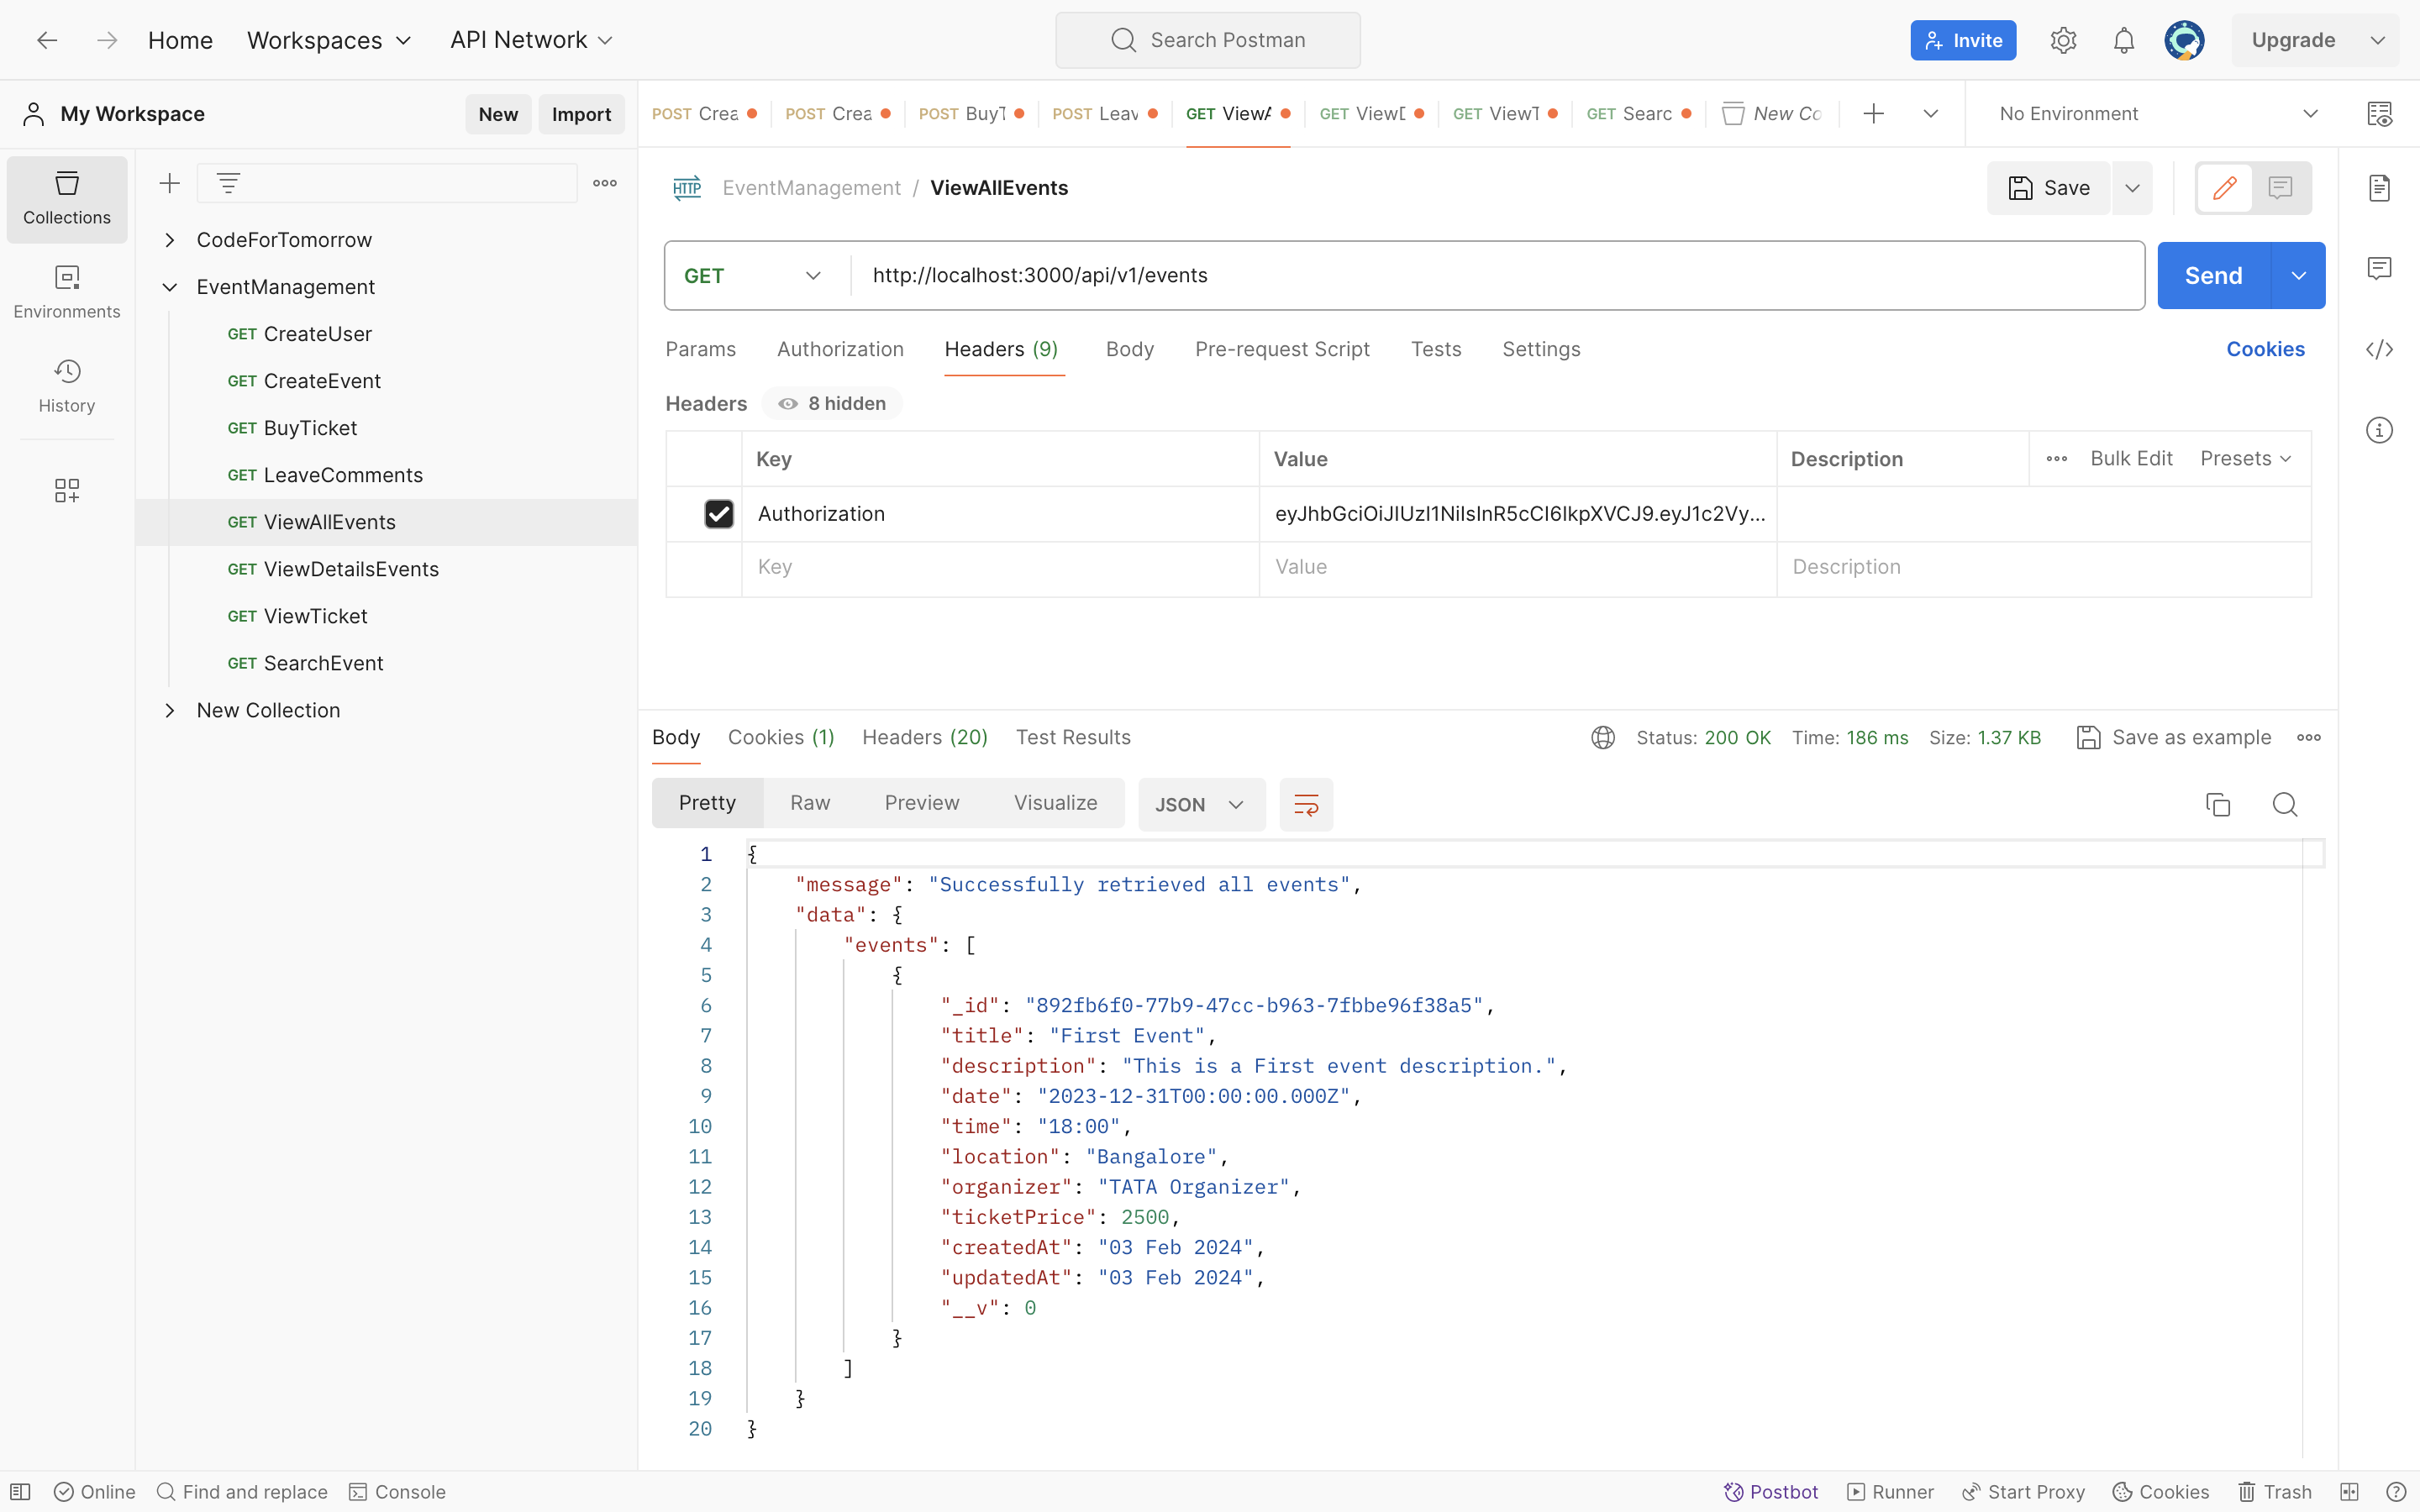 Home Workspaces API Network Search Postman Invite Upgrade
My Workspace New Import
POST Crea POST Crea POST BuyT POST Leav GET ViewA GET ViewD GET ViewT GET Searc New Co No Environment
Collections
Environments
History
CodeForTomorrow
EventManagement
GET CreateUser
GET CreateEvent
GET BuyTicket
GET LeaveComments
GET ViewAllEvents
GET ViewDetailsEvents
GET ViewTicket
GET SearchEvent
New Collection
HTTP EventManagement / ViewAllEvents Save
GET http://localhost:3000/api/v1/events Send
Params Authorization Headers (9) Body Pre-request Script Tests Settings Cookies
Headers 8 hidden
Key Value Description Bulk Edit Presets
Authorization eyJhbGciOiJIUzI1NiIsInR5cCI6IkpXVCJ9.eyJ1c2Vy...
Key Value Description
Body Cookies (1) Headers (20) Test Results Status: 200 OK Time: 186 ms Size: 1.37 KB Save as example
Pretty Raw Preview Visualize JSON
1 {
2 "message": "Successfully retrieved all events",
3 "data": {
4 "events": [
5 {
6 "_id": "892fb6f0-77b9-47cc-b963-7fbbe96f38a5",
7 "title": "First Event",
8 "description": "This is a First event description.",
9 "date": "2023-12-31T00:00:00.000Z",
10 "time": "18:00",
11 "location": "Bangalore",
12 "organizer": "TATA Organizer",
13 "ticketPrice": 2500,
14 "createdAt": "03 Feb 2024",
15 "updatedAt": "03 Feb 2024",
16 "__v": 0
17 }
18 ]
19 }
20 }
Online Find and replace Console Postbot Runner Start Proxy Cookies Trash